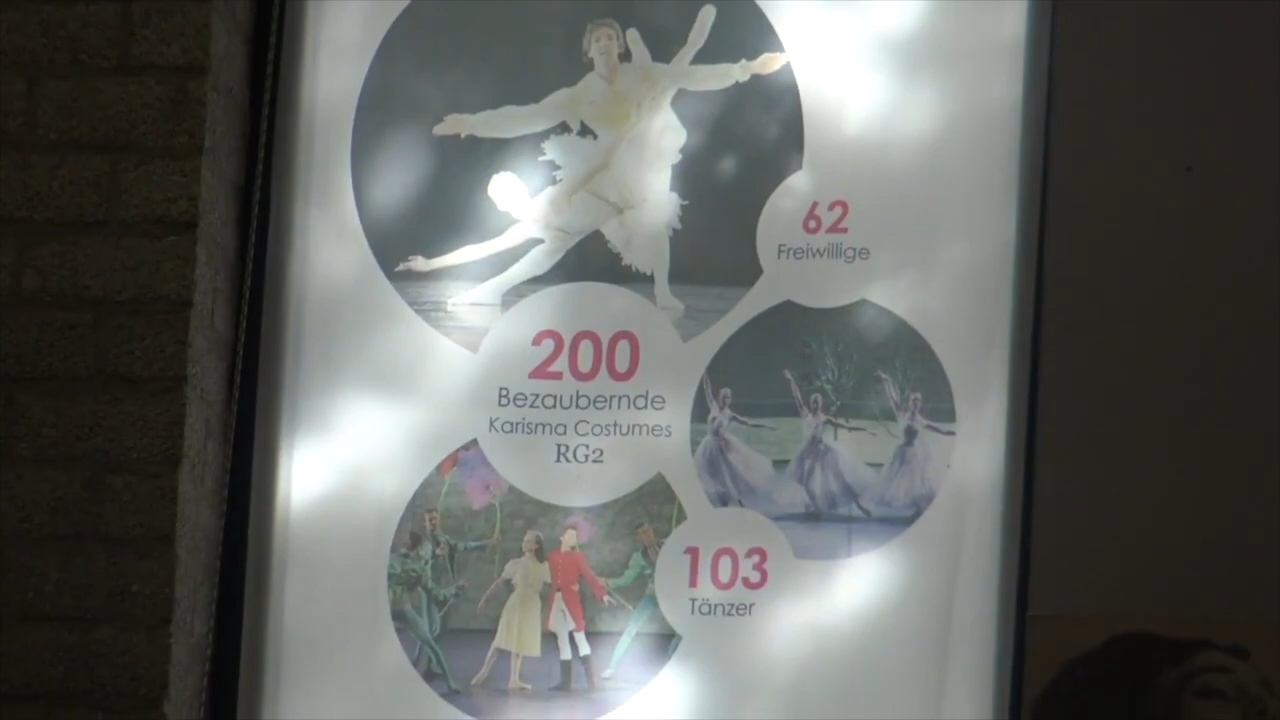 62
Freiwillige
200
Bezaubernde
Karisma Costumes
RG2
103
Tänzer